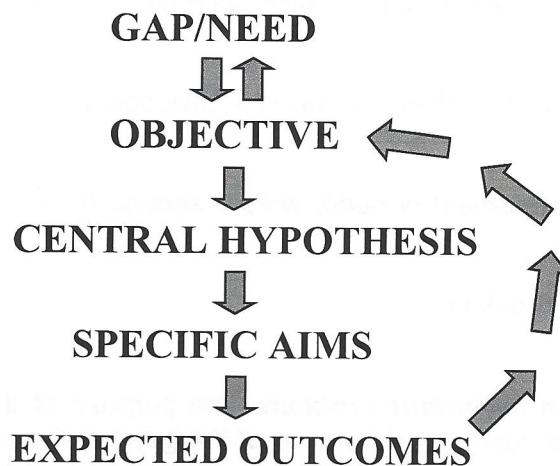 GAP/NEED
OBJECTIVE
CENTRAL HYPOTHESIS
SPECIFIC AIMS
EXPECTED OUTCOMES